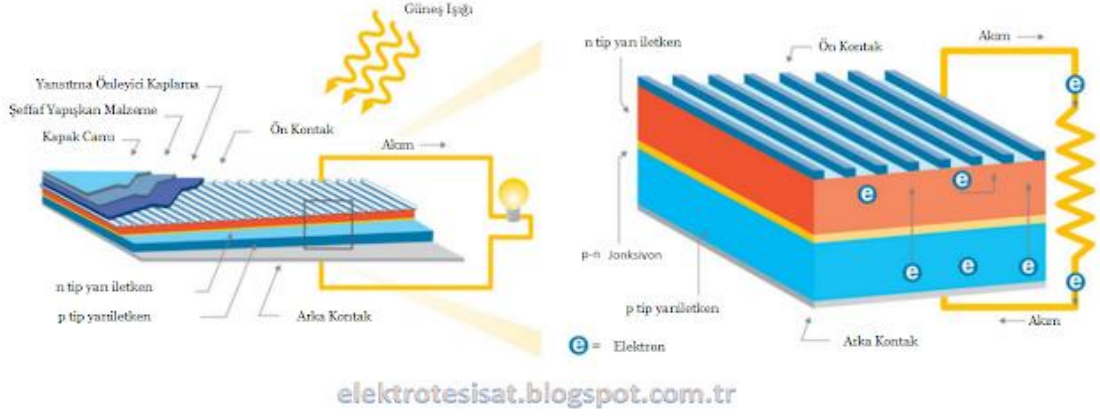 Güneş Işığı
Yansıtma Önleyici Kaplama
Şeffaf Yapışkan Malzeme
Kapak Camı
Ön Kontak
Akım
n tip yarı iletken
p tip yarıiletken
Arka Kontak
n tip yarı iletken
Ön Kontak
Akım
e
e
e
e
e
e
e
p-n Jonksiyon
p tip yarıiletken
Akım
Arka Kontak
e = Elektron
elektrotesisat.blogspot.com.tr